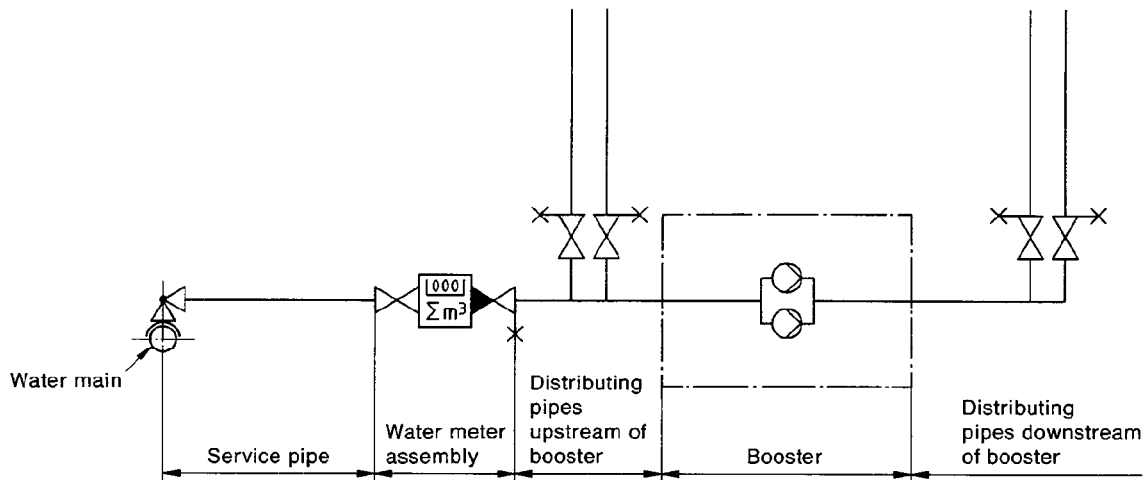 000
Σm³
Water main
Service pipe
Water meter
assembly
Distributing
pipes
upstream of
booster
Booster
Distributing
pipes downstream
of booster